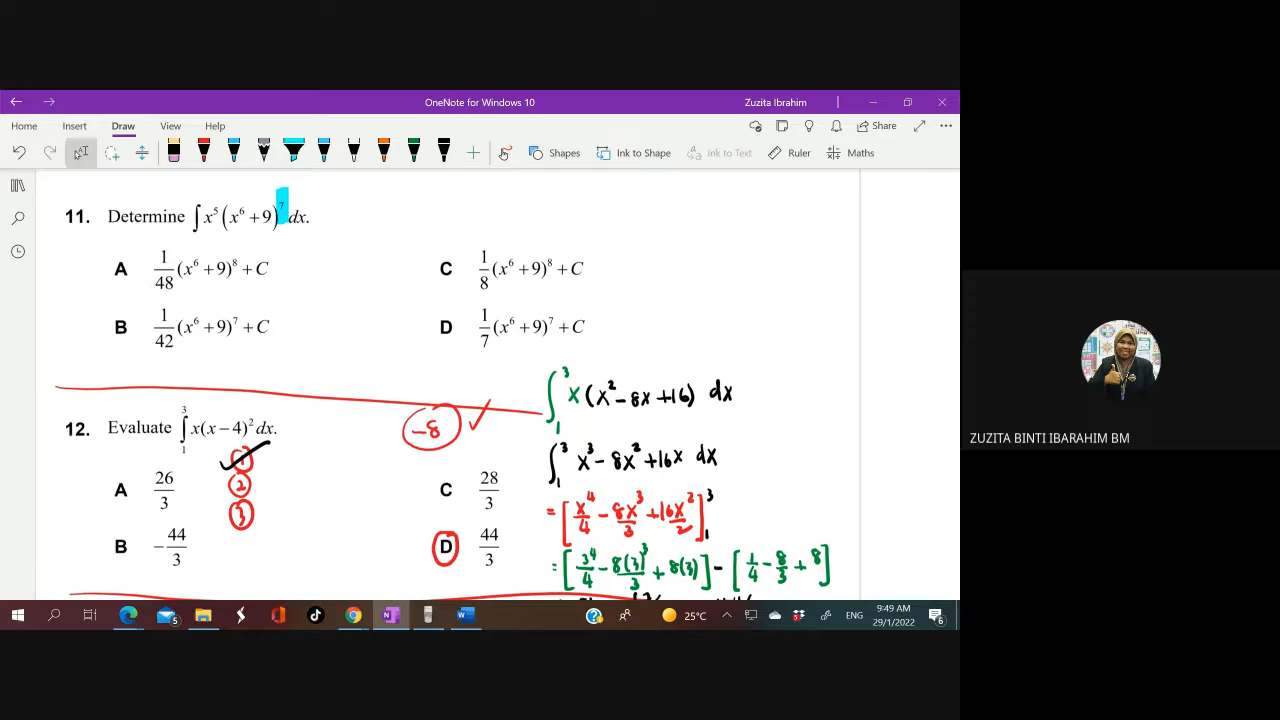 OneNote for Windows 10
Zuzita Ibrahim
Home Insert Draw View Help
Share
Shapes Ink to Shape Ink to Text Ruler Maths
11. Determine ∫ x⁵(x⁶ + 9)⁷ dx.
A 1/48 (x⁶ + 9)⁸ + C
C 1/8 (x⁶ + 9)⁸ + C
B 1/42 (x⁶ + 9)⁷ + C
D 1/7 (x⁶ + 9)⁷ + C
∫₁³ x(x² - 8x + 16) dx
12. Evaluate ∫₁³ x(x - 4)² dx.
-8 ✓
1
2
3
A 26/3
C 28/3
B -44/3
D 44/3
∫₁³ x³ - 8x² + 16x dx
= [x⁴/4 - 8x³/3 + 16x²/2]₁³
= [3⁴/4 - 8(3)³/3 + 8(3)] - [1/4 - 8/3 + 8]
ZUZITA BINTI IBARAHIM BM
5
25°C
ENG
9:49 AM
29/1/2022
6